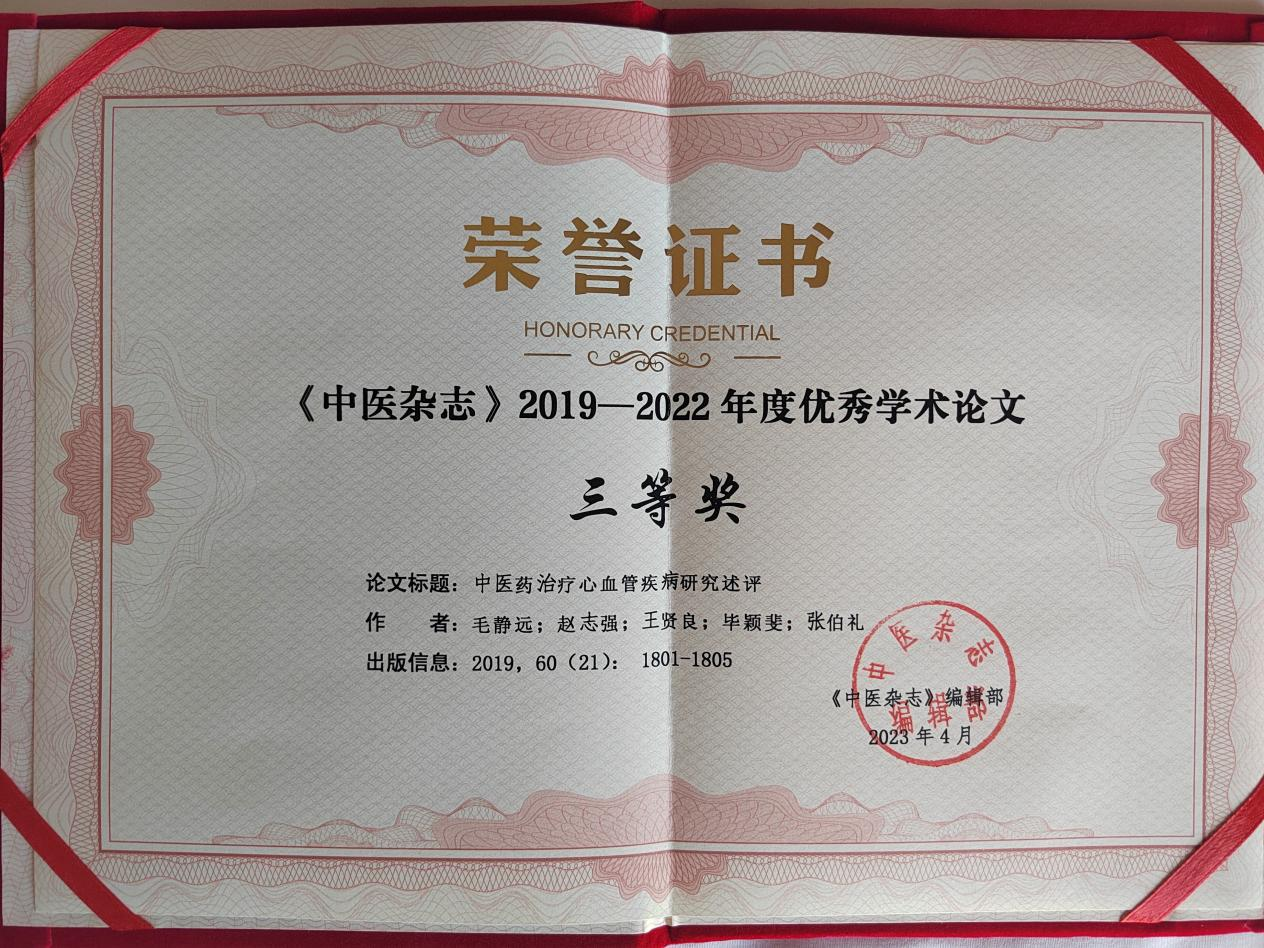 荣誉证书
HONORARY CREDENTIAL
《中医杂志》2019—2022年度优秀学术论文
三等奖
论文标题：中医药治疗心血管疾病研究述评
作　　者：毛静远；赵志强；王贤良；毕颖斐；张伯礼
出版信息：2019，60（21）：1801-1805
中医杂志
编辑部
《中医杂志》编辑部
2023年4月